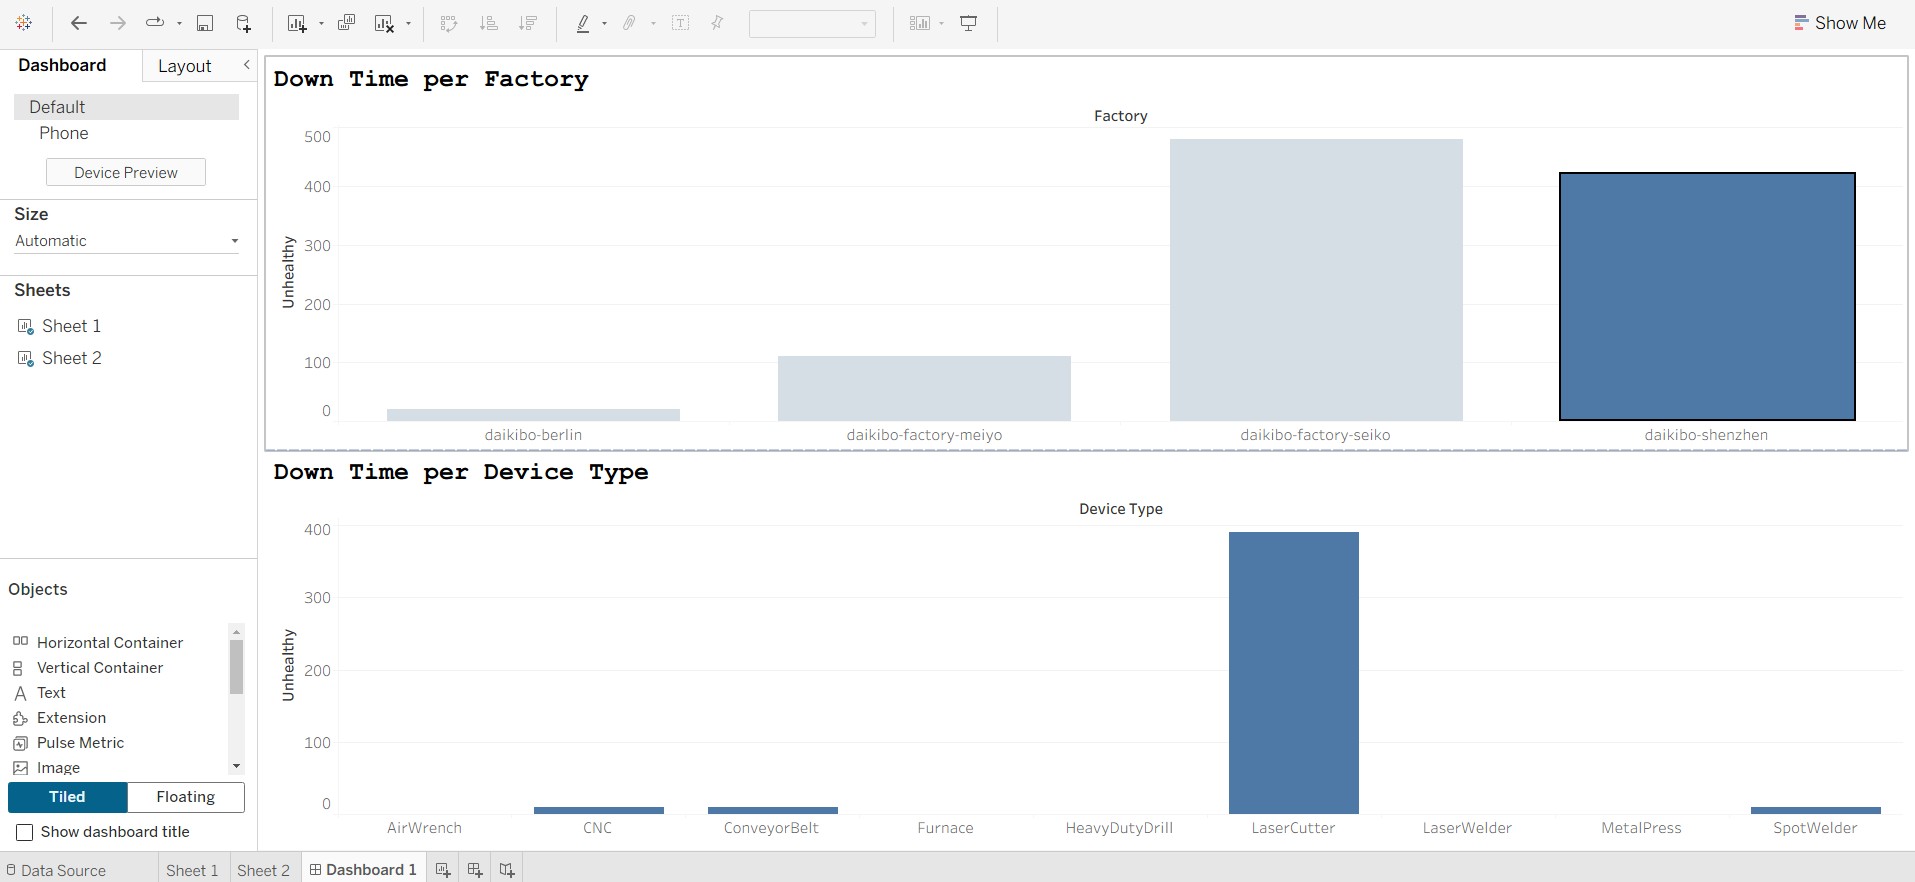 Show Me
Dashboard
Layout
Default
Phone
Device Preview
Size
Automatic
Sheets
Sheet 1
Sheet 2
Objects
Horizontal Container
Vertical Container
Text
Extension
Pulse Metric
Image
Tiled
Floating
Show dashboard title
Down Time per Factory
Factory
Unhealthy
500
400
300
200
100
0
daikibo-berlin
daikibo-factory-meiyo
daikibo-factory-seiko
daikibo-shenzhen
Down Time per Device Type
Device Type
Unhealthy
400
300
200
100
0
AirWrench
CNC
ConveyorBelt
Furnace
HeavyDutyDrill
LaserCutter
LaserWelder
MetalPress
SpotWelder
Data Source
Sheet 1
Sheet 2
Dashboard 1